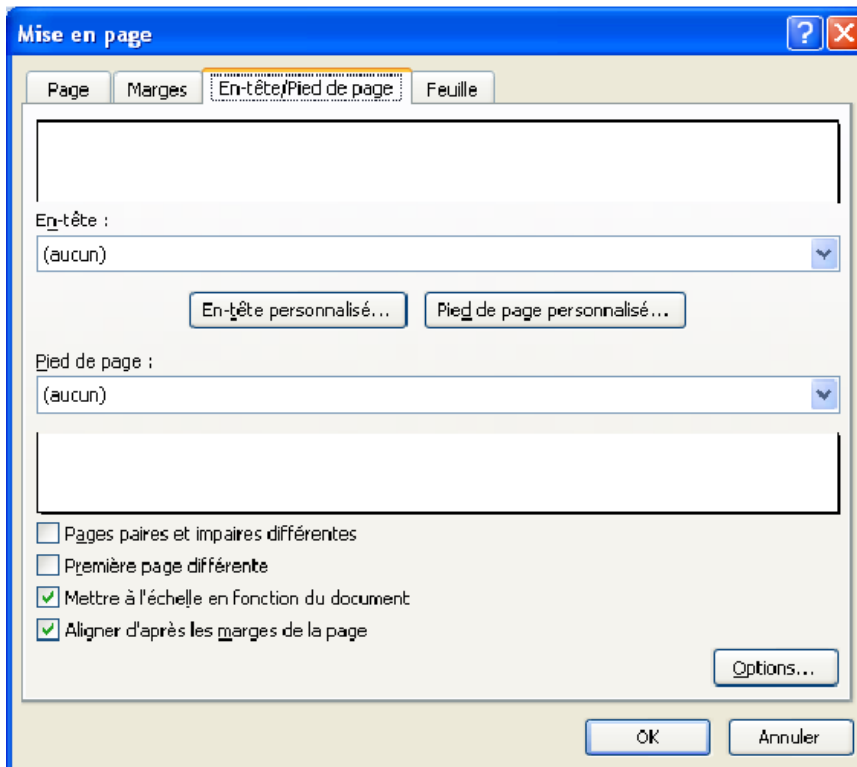 Mise en page
Page Marges En-tête/Pied de page Feuille
En-tête :
(aucun)
En-tête personnalisé... Pied de page personnalisé...
Pied de page :
(aucun)
Pages paires et impaires différentes
Première page différente
Mettre à l'échelle en fonction du document
Aligner d'après les marges de la page
Options...
OK Annuler